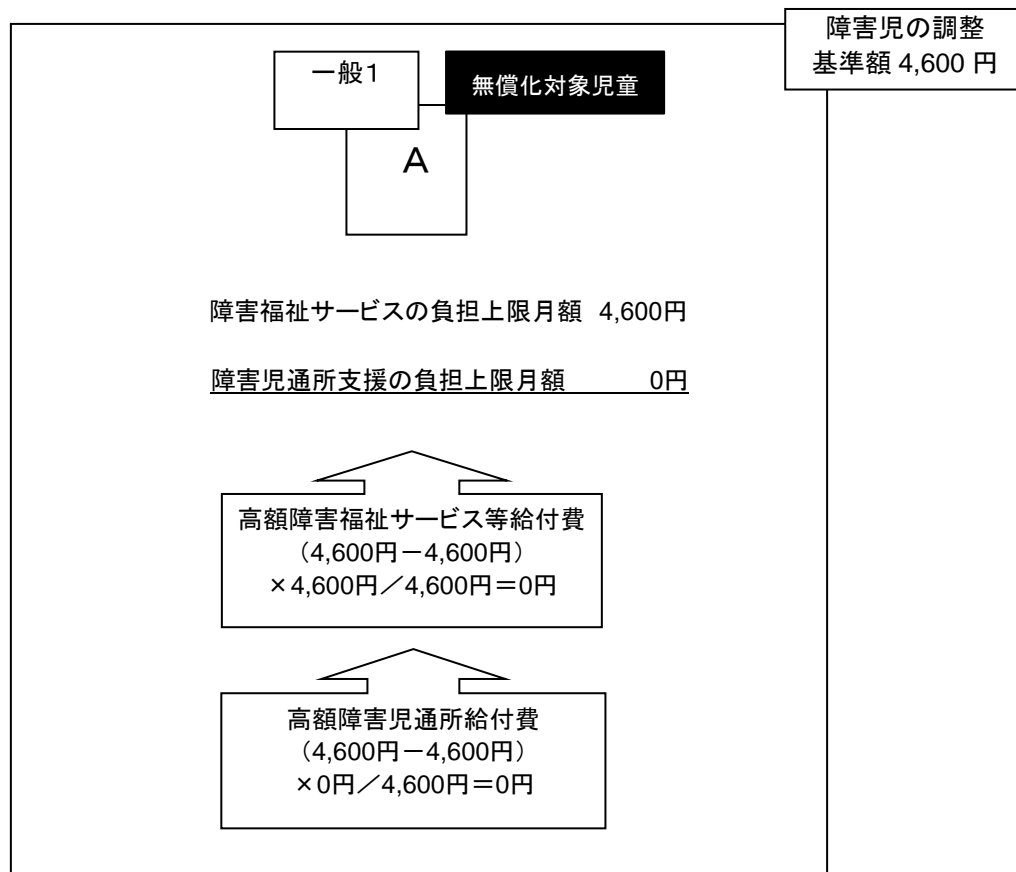 障害児の調整
基準額 4,600 円
一般1
無償化対象児童
A
障害福祉サービスの負担上限月額 4,600円
障害児通所支援の負担上限月額 0円
高額障害福祉サービス等給付費
（4,600円－4,600円）
×4,600円／4,600円＝0円
高額障害児通所給付費
（4,600円－4,600円）
×0円／4,600円＝0円